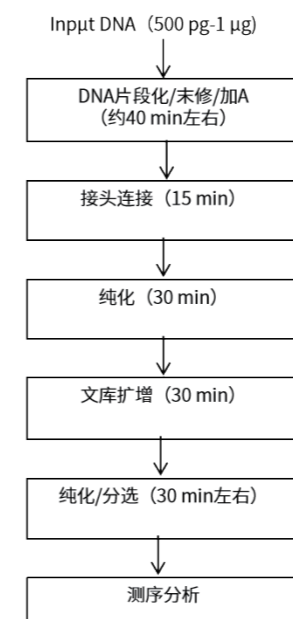 Input DNA（500 pg-1 μg)
DNA片段化/末修/加A
（约40 min左右）
接头连接（15 min）
纯化（30 min）
文库扩增（30 min）
纯化/分选（30 min左右）
测序分析